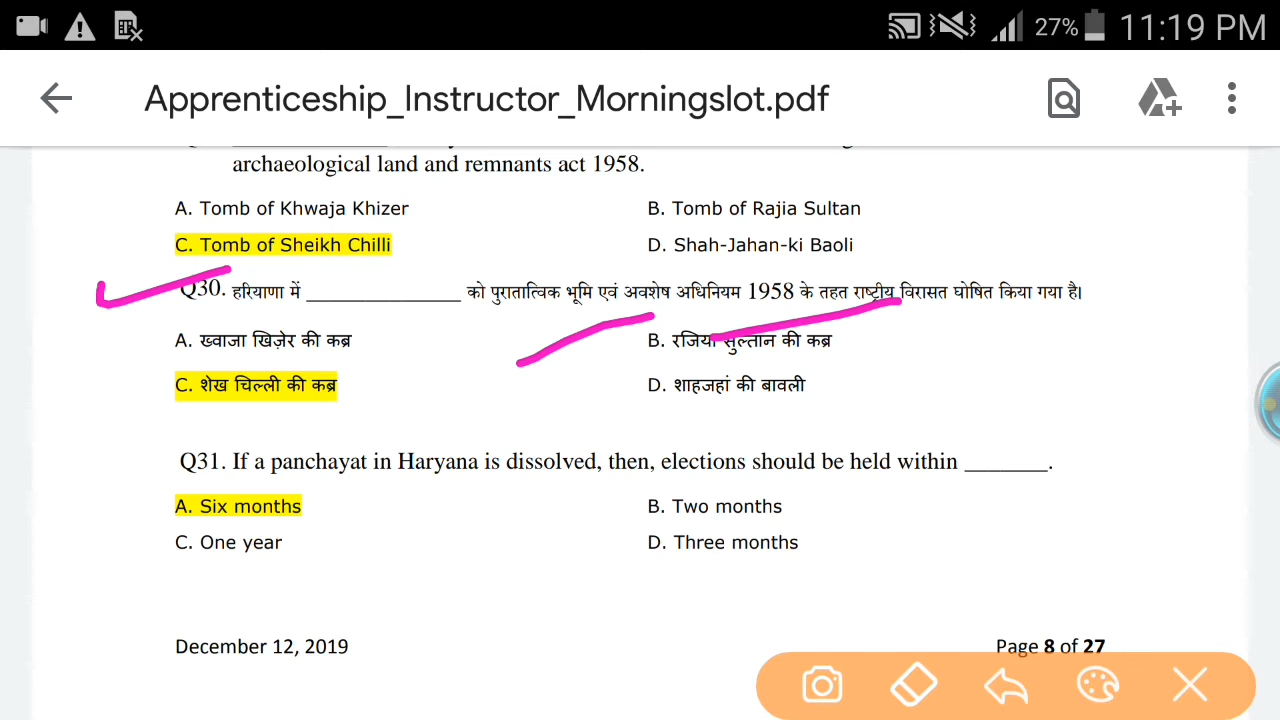 27% 11:19 PM
Apprenticeship_Instructor_Morningslot.pdf
archaeological land and remnants act 1958.
A. Tomb of Khwaja Khizer
B. Tomb of Rajia Sultan
C. Tomb of Sheikh Chilli
D. Shah-Jahan-ki Baoli
Q30. हरियाणा में _____________ को पुरातात्विक भूमि एवं अवशेष अधिनियम 1958 के तहत राष्ट्रीय विरासत घोषित किया गया है।
A. ख्वाजा खिज़ेर की कब्र
B. रजिया सुल्तान की कब्र
C. शेख चिल्ली की कब्र
D. शाहजहां की बावली
Q31. If a panchayat in Haryana is dissolved, then, elections should be held within _______.
A. Six months
B. Two months
C. One year
D. Three months
December 12, 2019
Page 8 of 27